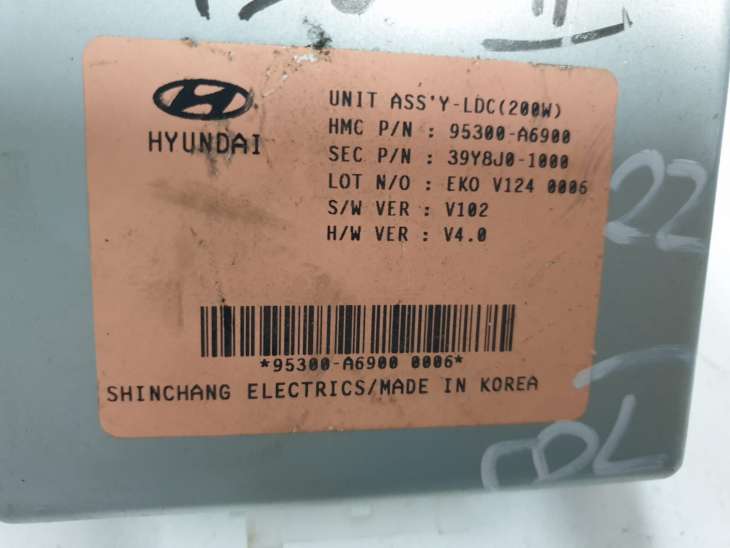 UNIT ASS'Y-LDC(200W)
HMC P/N : 95300-A6900
HYUNDAI
SEC P/N : 39Y8J0-1000
LOT N/O : EKO V124 0006
S/W VER : V102
H/W VER : V4.0
22
*95300-A6900 0006*
SHINCHANG ELECTRICS/MADE IN KOREA